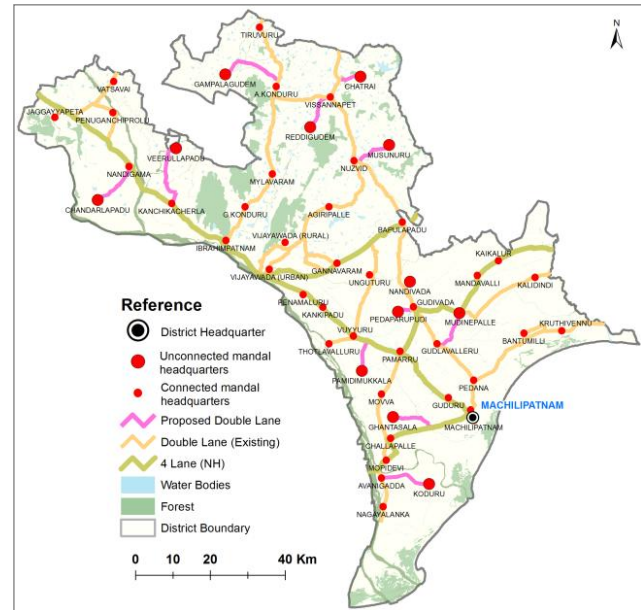 N
TIRUVURU
GAMPALAGUDEM
CHATRAI
A.KONDURU
VISSANNAPET
VATSAVAI
JAGGAYYAPETA
PENUGANCHIPROLU
REDDIGUDEM
VEERULLAPADU
MUSUNURU
NUZVID
NANDIGAMA
MYLAVARAM
CHANDARLAPADU
KANCHIKACHERLA
G.KONDURU
AGIRIPALLE
BAPULAPADU
VIJAYAWADA (RURAL)
IBRAHIMPATNAM
GANNAVARAM
VIJAYAWADA (URBAN)
UNGUTURU
KAIKALUR
NANDIVADA
MANDAVALLI
KALIDINDI
PENAMALURU
GUDIVADA
KANKIPADU
PEDAPARUPUDI
MUDINEPALLE
KRUTHIVENNU
VUYYURU
THOTLAVALLURU
GUDLAVALLERU
BANTUMILLI
PAMARRU
PAMIDIMUKKALA
PEDANA
MOVVA
GUDURU
MACHILIPATNAM
GHANTASALA
MACHILIPATNAM
CHALLAPALLE
MOPIDEVI
AVANIGADDA
KODURU
NAGAYALANKA
Reference
District Headquarter
Unconnected mandal
headquarters
Connected mandal
headquarters
Proposed Double Lane
Double Lane (Existing)
4 Lane (NH)
Water Bodies
Forest
District Boundary
0 10 20 40 Km